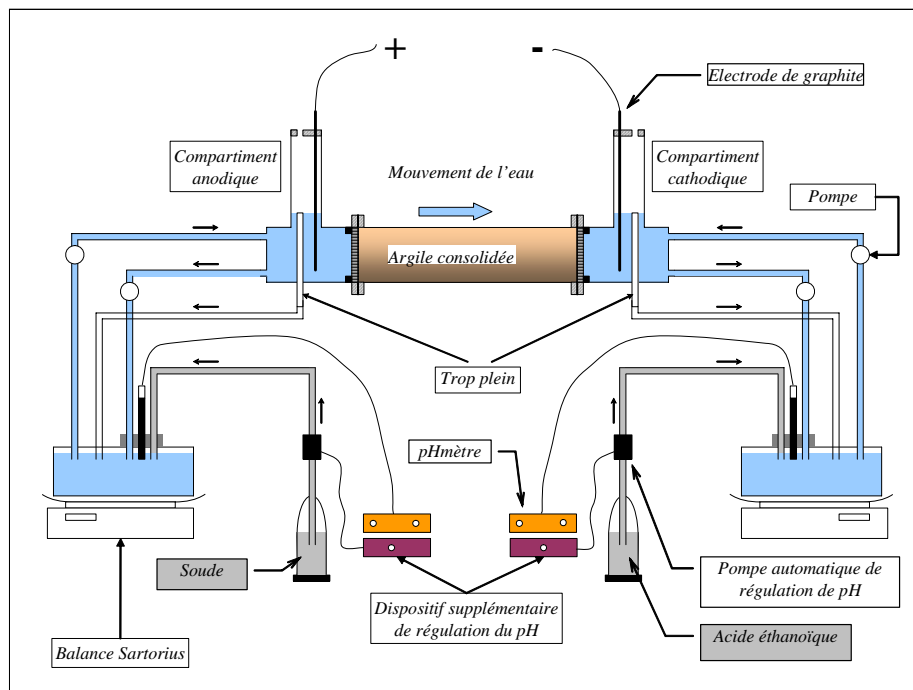 +
-
Electrode de graphite
Compartiment
anodique
Mouvement de l'eau
Compartiment
cathodique
Pompe
Argile consolidée
Trop plein
pHmètre
Soude
Dispositif supplémentaire
de régulation du pH
Pompe automatique de
régulation de pH
Acide éthanoïque
Balance Sartorius